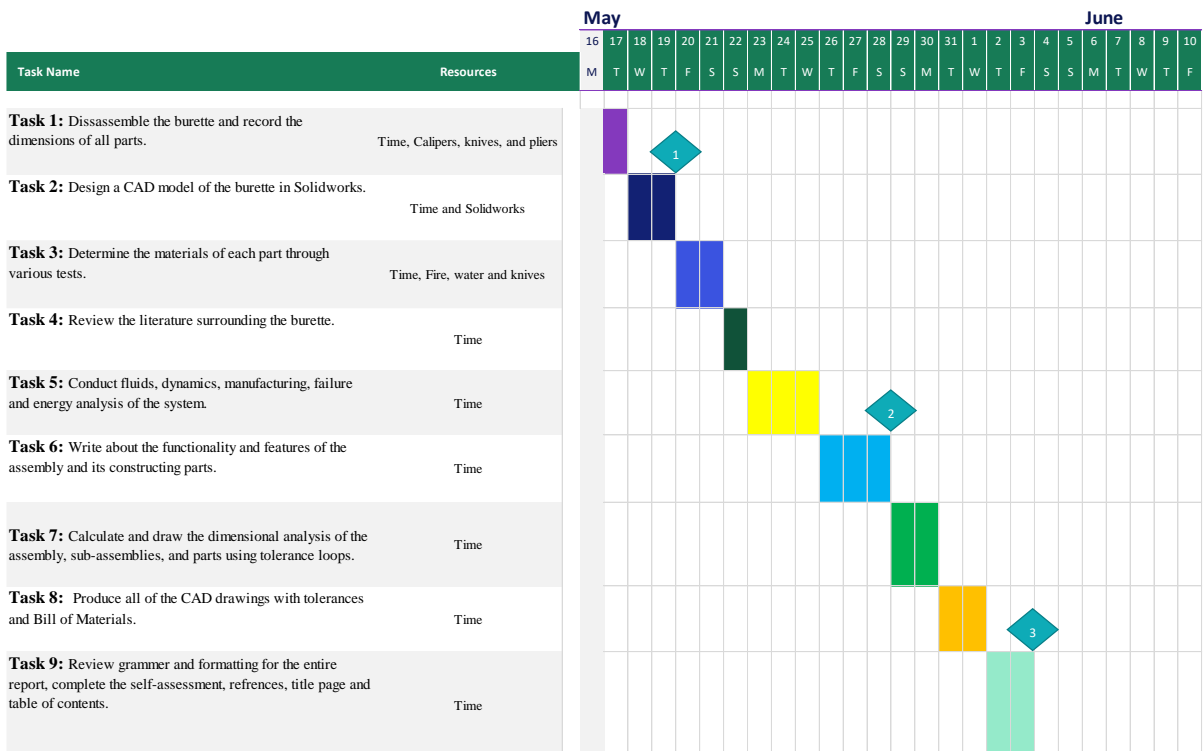 May June
16 17 18 19 20 21 22 23 24 25 26 27 28 29 30 31 1 2 3 4 5 6 7 8 9 10
Task Name Resources M T W T F S S M T W T F S S M T W T F S S M T W T F
Task 1: Dissassemble the burette and record the
dimensions of all parts.
Time, Calipers, knives, and pliers
1
Task 2: Design a CAD model of the burette in Solidworks.
Time and Solidworks
Task 3: Determine the materials of each part through
various tests.
Time, Fire, water and knives
Task 4: Review the literature surrounding the burette.
Time
Task 5: Conduct fluids, dynamics, manufacturing, failure
and energy analysis of the system.
Time
2
Task 6: Write about the functionality and features of the
assembly and its constructing parts.
Time
Task 7: Calculate and draw the dimensional analysis of the
assembly, sub-assemblies, and parts using tolerance loops.
Time
Task 8: Produce all of the CAD drawings with tolerances
and Bill of Materials.
Time
3
Task 9: Review grammer and formatting for the entire
report, complete the self-assessment, refrences, title page and
table of contents.
Time